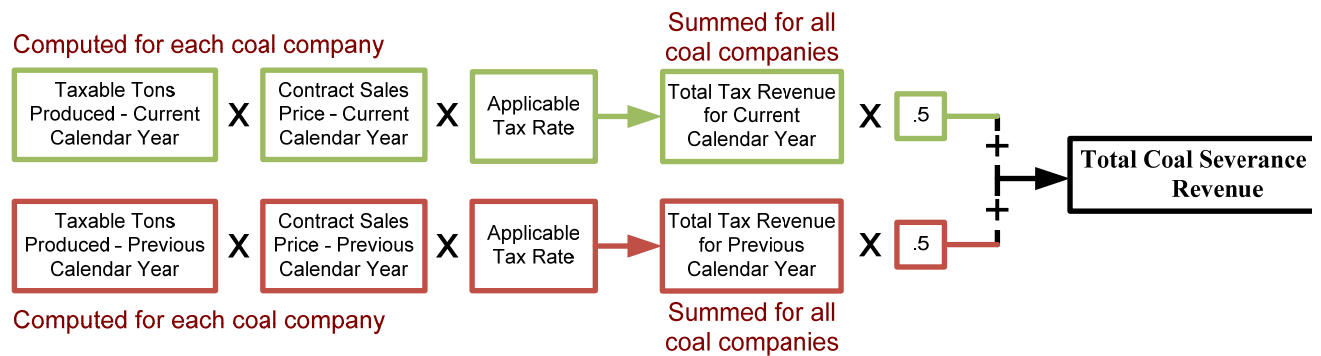 Computed for each coal company
Summed for all
coal companies
Taxable Tons
Produced - Current
Calendar Year
X
Contract Sales
Price – Current
Calendar Year
X
Applicable
Tax Rate
Total Tax Revenue
for Current
Calendar Year
X
.5
+
Total Coal Severance
Revenue
+
Taxable Tons
Produced - Previous
Calendar Year
X
Contract Sales
Price - Previous
Calendar Year
X
Applicable
Tax Rate
Total Tax Revenue
for Previous
Calendar Year
X
.5
Computed for each coal company
Summed for all
coal companies